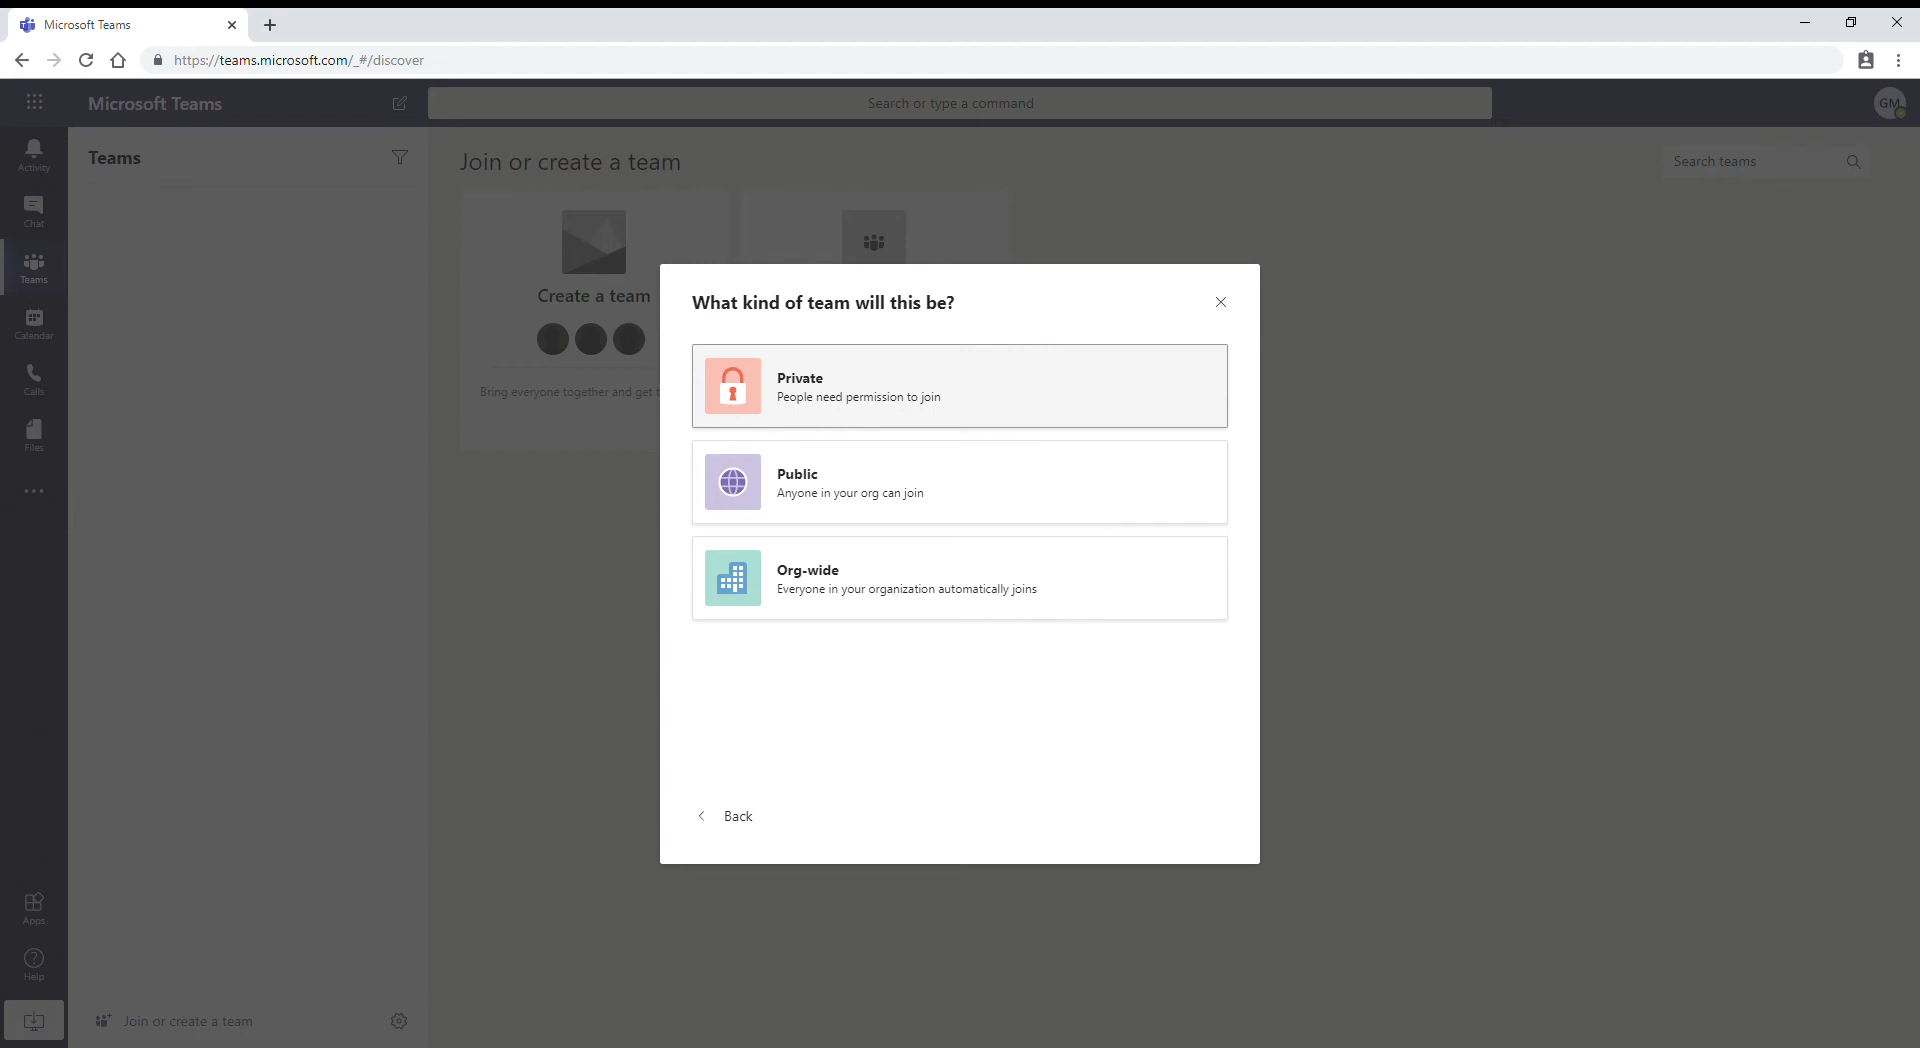 Microsoft Teams
https://teams.microsoft.com/_#/discover
Microsoft Teams
Search or type a command
GM
Activity
Chat
Teams
Calendar
Calls
Files
Apps
Help
Teams
Join or create a team
Join or create a team
Search teams
Create a team
Bring everyone together and get t
What kind of team will this be?
Private
People need permission to join
Public
Anyone in your org can join
Org-wide
Everyone in your organization automatically joins
Back